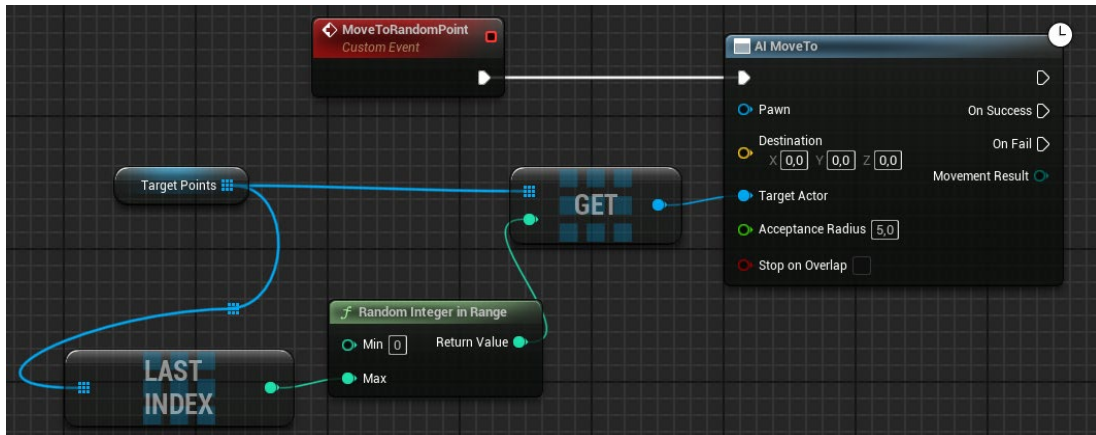 MoveToRandomPoint
Custom Event
AI MoveTo
Pawn
On Success
Destination
X 0,0 Y 0,0 Z 0,0
On Fail
Movement Result
Target Actor
Acceptance Radius 5,0
Stop on Overlap
Target Points
GET
f Random Integer in Range
Min 0 Return Value
Max
LAST
INDEX